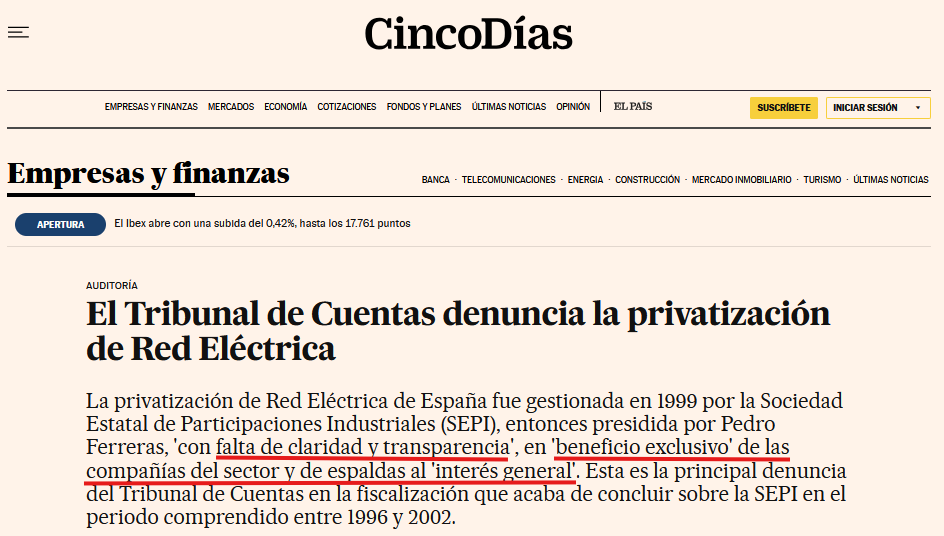 CincoDías
EMPRESAS Y FINANZAS MERCADOS ECONOMÍA COTIZACIONES FONDOS Y PLANES ÚLTIMAS NOTICIAS OPINIÓN EL PAÍS SUSCRÍBETE INICIAR SESIÓN
Empresas y finanzas
BANCA · TELECOMUNICACIONES · ENERGIA · CONSTRUCCIÓN · MERCADO INMOBILIARIO · TURISMO · ÚLTIMAS NOTICIAS
APERTURA El Ibex abre con una subida del 0,42%, hasta los 17.761 puntos
AUDITORÍA
El Tribunal de Cuentas denuncia la privatización
de Red Eléctrica
La privatización de Red Eléctrica de España fue gestionada en 1999 por la Sociedad
Estatal de Participaciones Industriales (SEPI), entonces presidida por Pedro
Ferreras, 'con falta de claridad y transparencia', en 'beneficio exclusivo' de las
compañías del sector y de espaldas al 'interés general'. Esta es la principal denuncia
del Tribunal de Cuentas en la fiscalización que acaba de concluir sobre la SEPI en el
periodo comprendido entre 1996 y 2002.